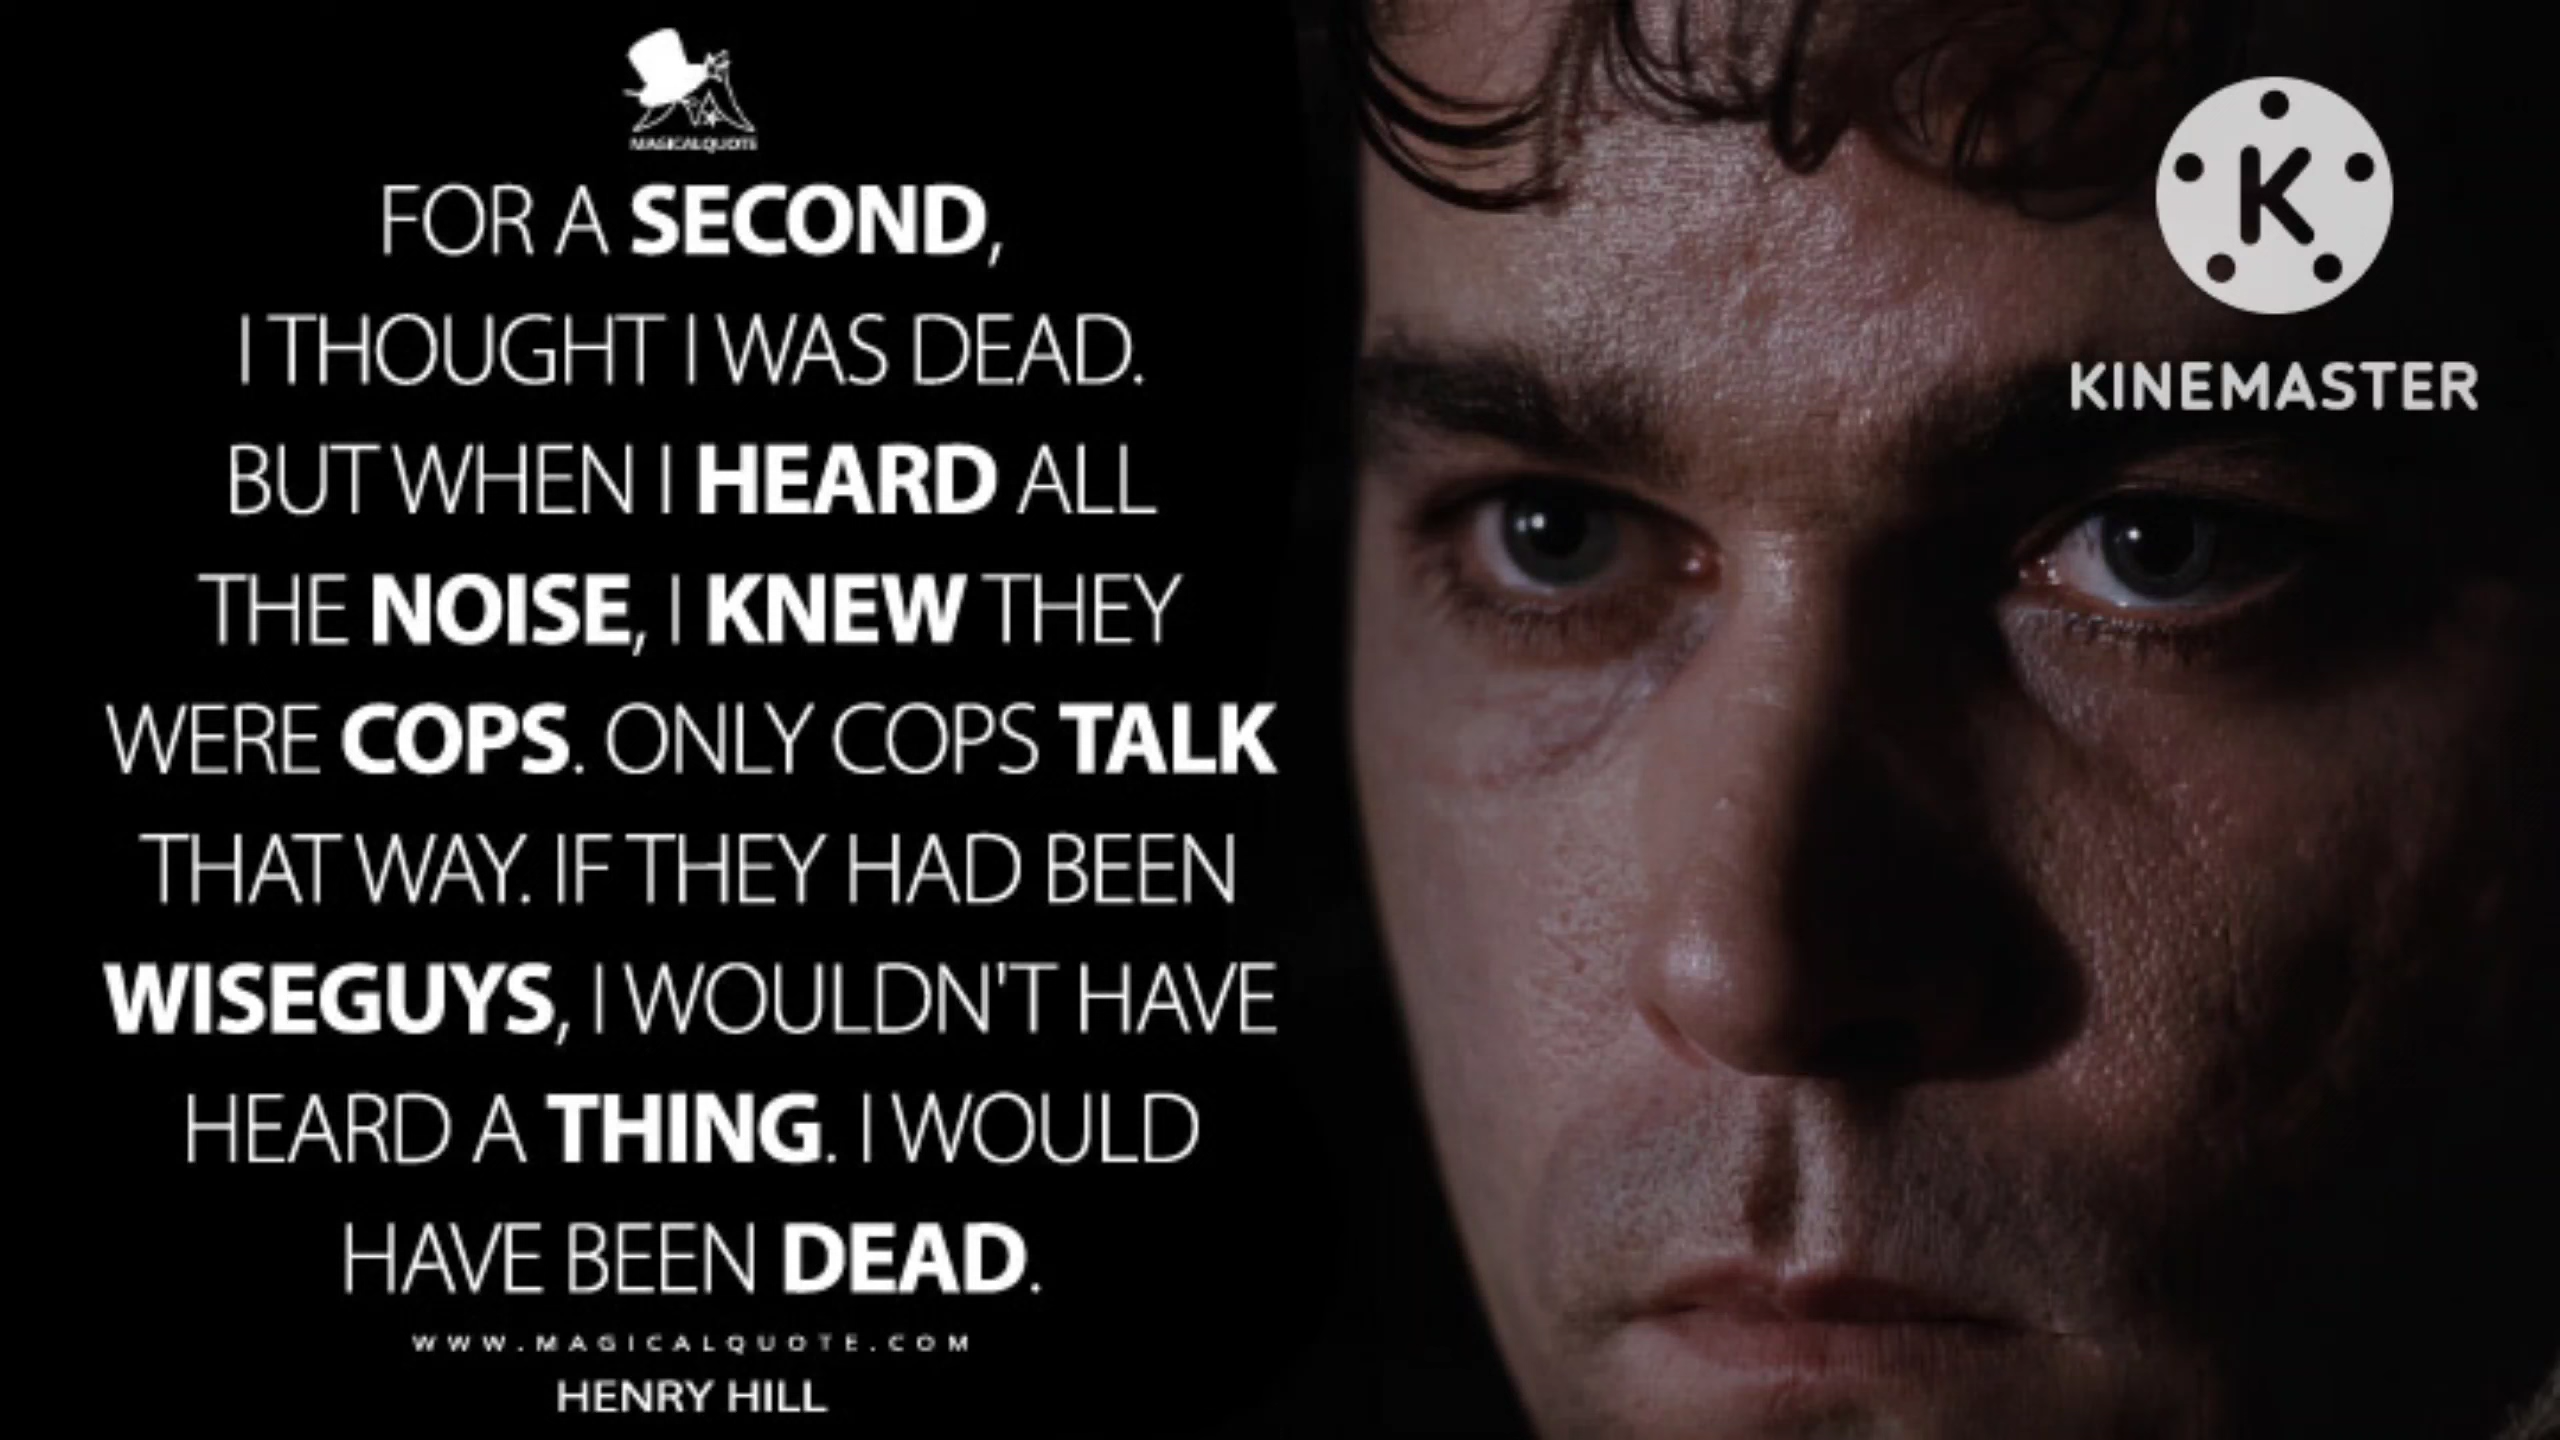 MAGICALQUOTE
FOR A SECOND,
I THOUGHT I WAS DEAD.
BUT WHEN I HEARD ALL
THE NOISE, I KNEW THEY
WERE COPS. ONLY COPS TALK
THAT WAY. IF THEY HAD BEEN
WISEGUYS, I WOULDN'T HAVE
HEARD A THING. I WOULD
HAVE BEEN DEAD.
WWW.MAGICALQUOTE.COM
HENRY HILL
K
KINEMASTER